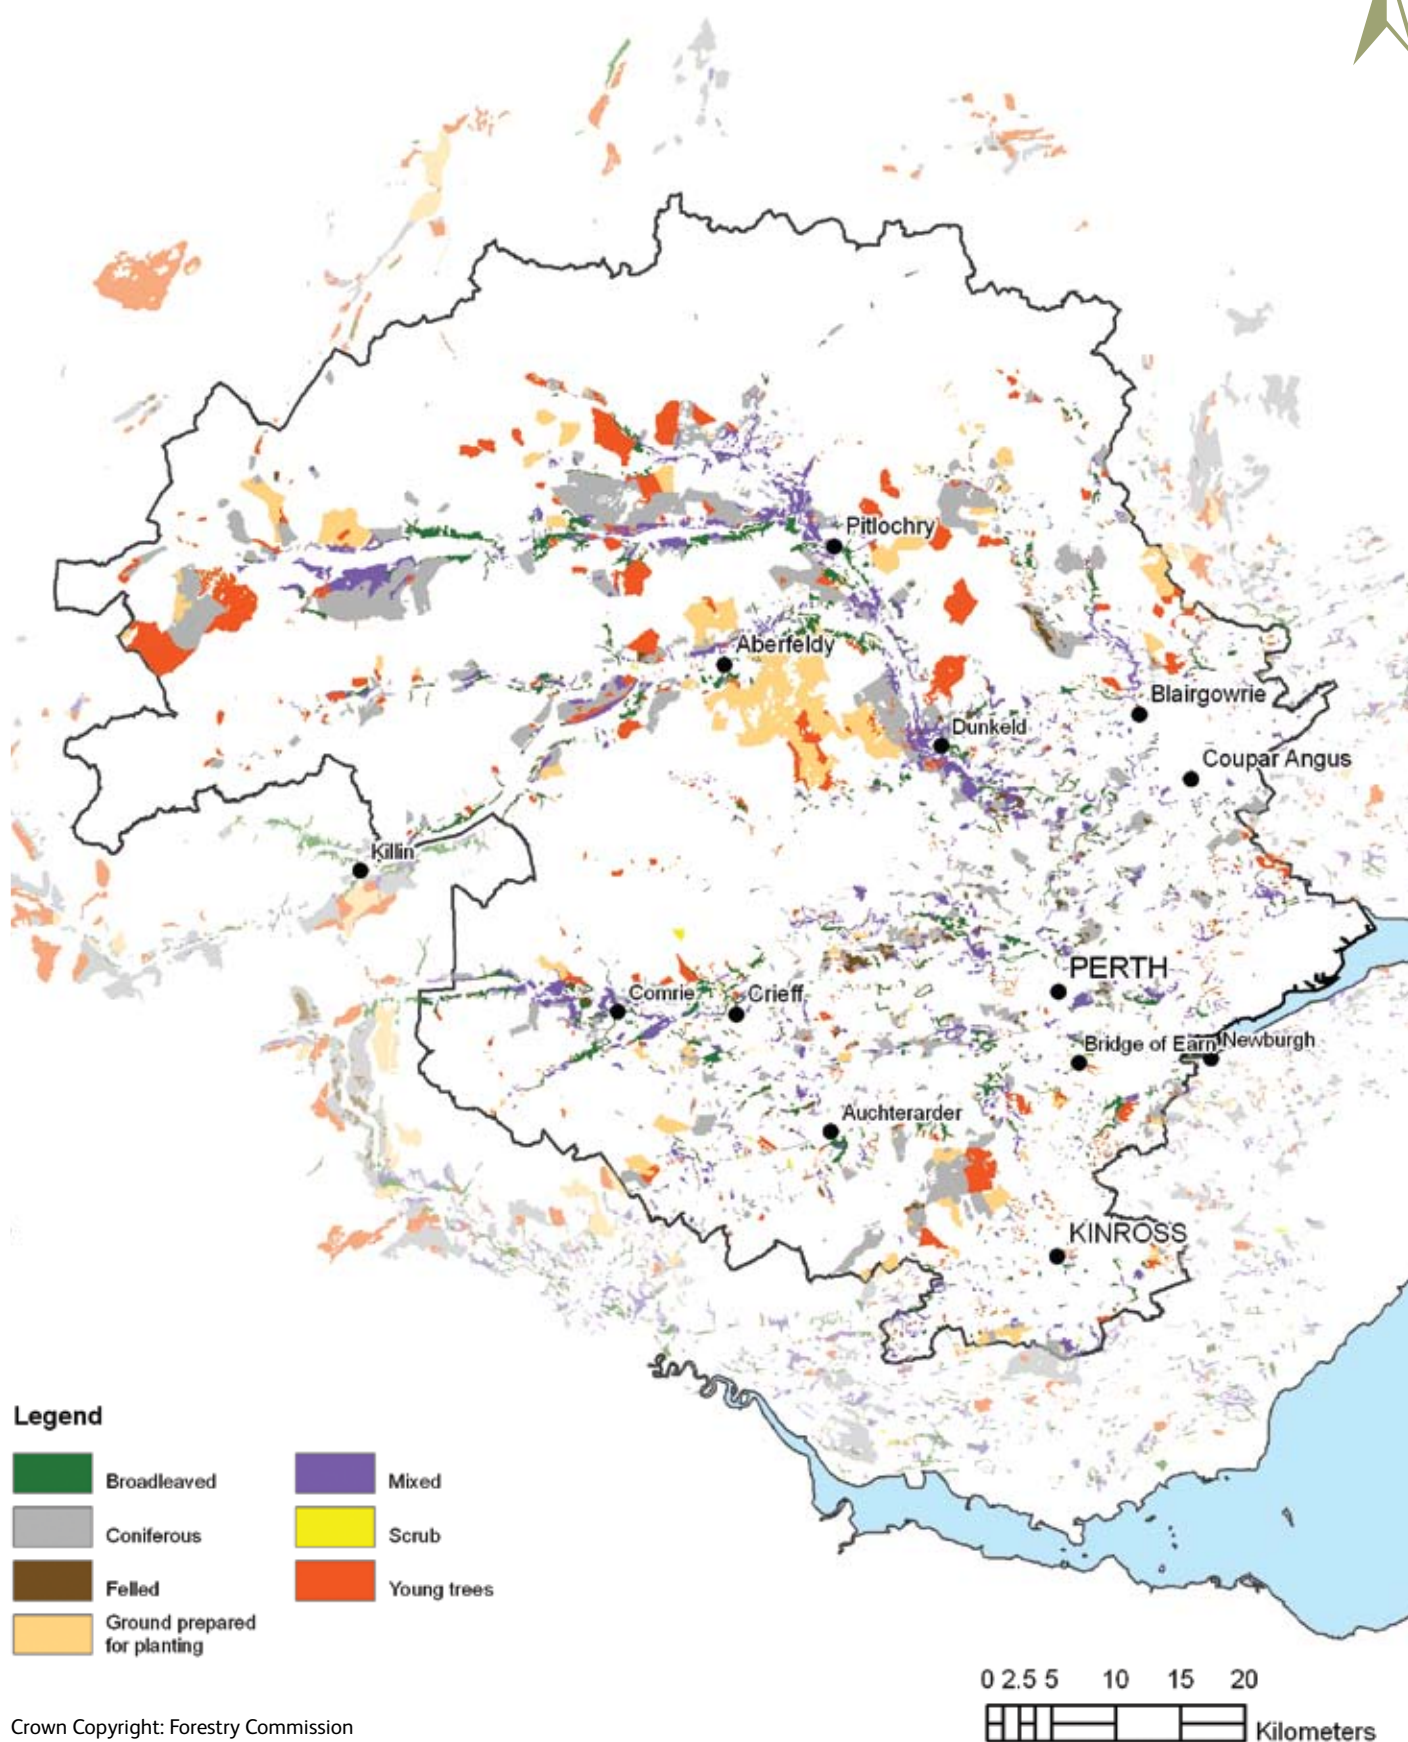 Pitlochry
Aberfeldy
Blairgowrie
Dunkeld
Coupar Angus
Killin
PERTH
Comrie
Crieff
Bridge of Earn
Newburgh
Auchterarder
KINROSS
Legend
Broadleaved
Mixed
Coniferous
Scrub
Felled
Young trees
Ground prepared
for planting
0 2.5 5 10 15 20
Kilometers
Crown Copyright: Forestry Commission